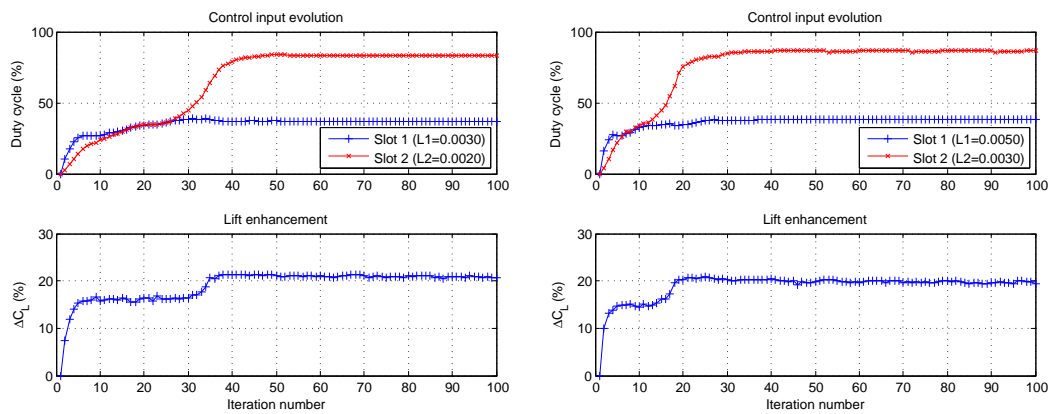 Control input evolution
Duty cycle (%)
100
50
0
0 10 20 30 40 50 60 70 80 90 100
Slot 1 (L1=0.0030)
Slot 2 (L2=0.0020)
Lift enhancement
ΔC_L (%)
30
20
10
0
0 10 20 30 40 50 60 70 80 90 100
Iteration number
Control input evolution
Duty cycle (%)
100
50
0
0 10 20 30 40 50 60 70 80 90 100
Slot 1 (L1=0.0050)
Slot 2 (L2=0.0030)
Lift enhancement
ΔC_L (%)
30
20
10
0
0 10 20 30 40 50 60 70 80 90 100
Iteration number